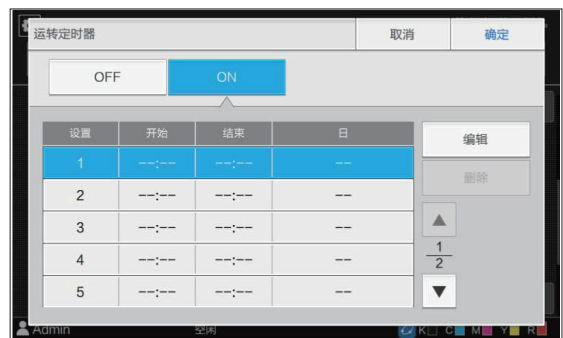 运转定时器 取消 确定
OFF ON
设置 开始 结束 日 编辑
1 --:-- --:-- -- 删除
2 --:-- --:-- --
3 --:-- --:-- --
4 --:-- --:-- --
5 --:-- --:-- --
1
2
Admin 空闲 K C M Y R